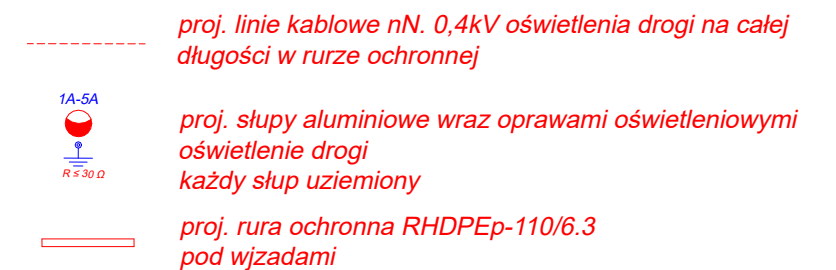 proj. linie kablowe nN. 0,4kV oświetlenia drogi na całej
długości w rurze ochronnej
1A-5A
proj. słupy aluminiowe wraz oprawami oświetleniowymi
oświetlenie drogi
każdy słup uziemiony
R ≤ 30 Ω
proj. rura ochronna RHDPEp-110/6.3
pod wjzadami